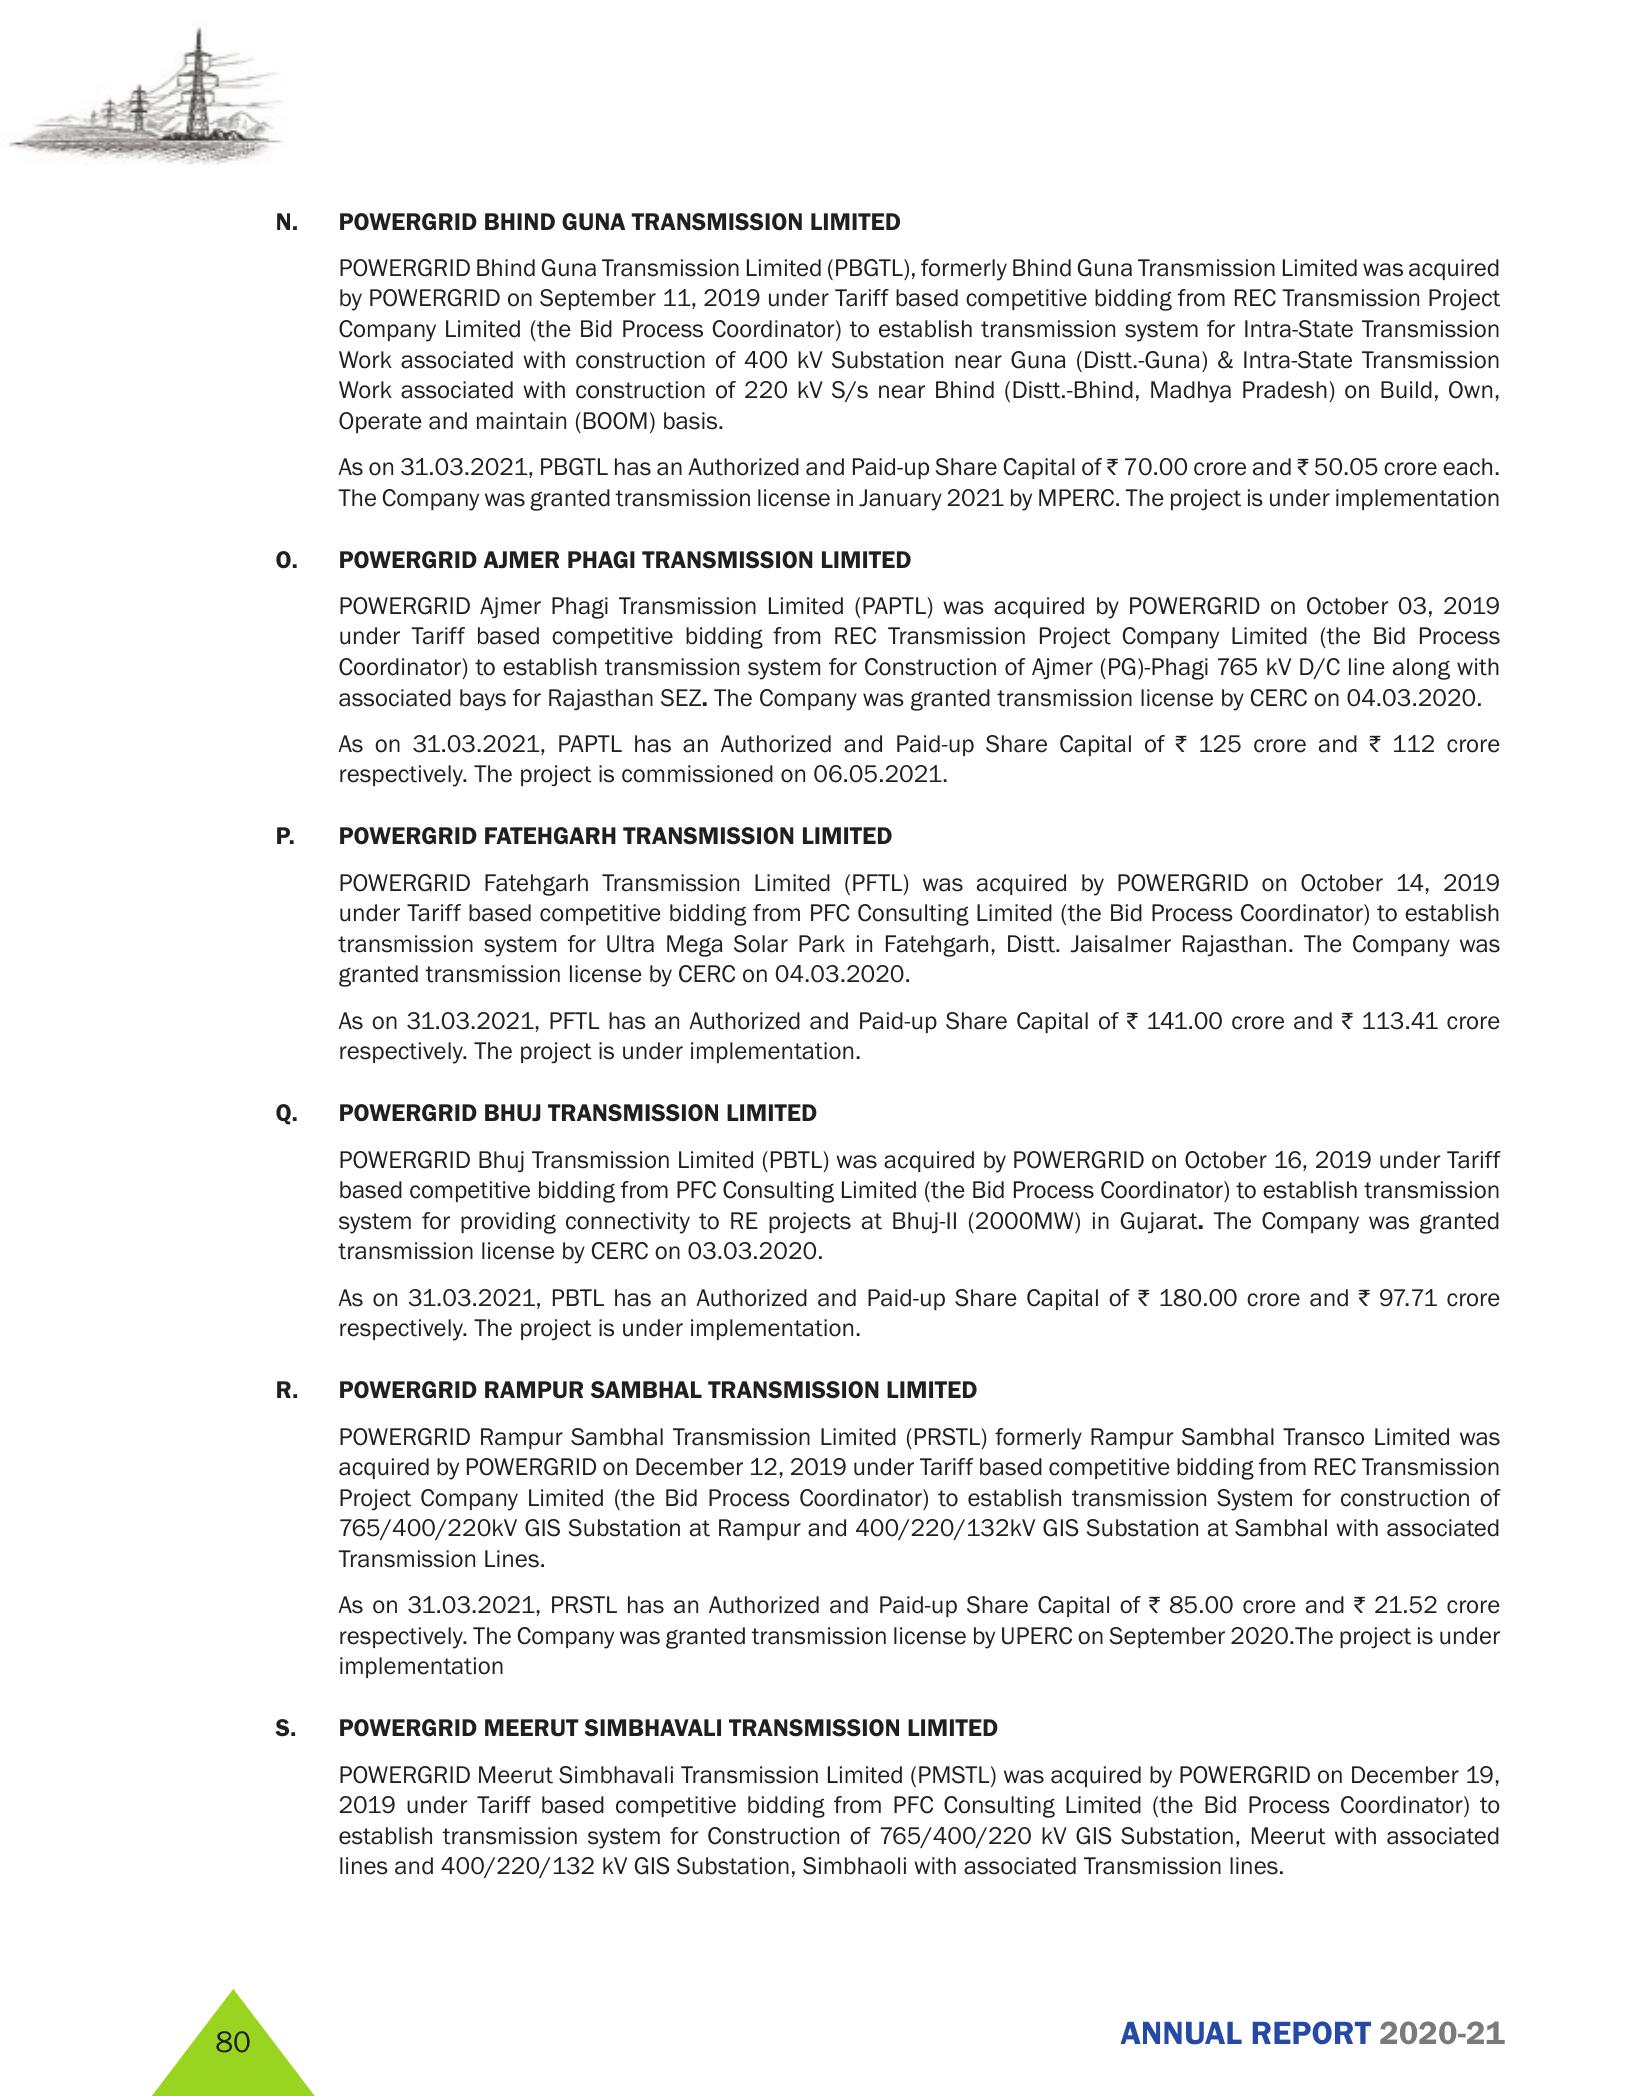 N. POWERGRID BHIND GUNA TRANSMISSION LIMITED
POWERGRID Bhind Guna Transmission Limited (PBGTL), formerly Bhind Guna Transmission Limited was acquired
by POWERGRID on September 11, 2019 under Tariff based competitive bidding from REC Transmission Project
Company Limited (the Bid Process Coordinator) to establish transmission system for Intra-State Transmission
Work associated with construction of 400 kV Substation near Guna (Distt.-Guna) & Intra-State Transmission
Work associated with construction of 220 kV S/s near Bhind (Distt.-Bhind, Madhya Pradesh) on Build, Own,
Operate and maintain (BOOM) basis.
As on 31.03.2021, PBGTL has an Authorized and Paid-up Share Capital of ₹ 70.00 crore and ₹ 50.05 crore each.
The Company was granted transmission license in January 2021 by MPERC. The project is under implementation
O. POWERGRID AJMER PHAGI TRANSMISSION LIMITED
POWERGRID Ajmer Phagi Transmission Limited (PAPTL) was acquired by POWERGRID on October 03, 2019
under Tariff based competitive bidding from REC Transmission Project Company Limited (the Bid Process
Coordinator) to establish transmission system for Construction of Ajmer (PG)-Phagi 765 kV D/C line along with
associated bays for Rajasthan SEZ. The Company was granted transmission license by CERC on 04.03.2020.
As on 31.03.2021, PAPTL has an Authorized and Paid-up Share Capital of ₹ 125 crore and ₹ 112 crore
respectively. The project is commissioned on 06.05.2021.
P. POWERGRID FATEHGARH TRANSMISSION LIMITED
POWERGRID Fatehgarh Transmission Limited (PFTL) was acquired by POWERGRID on October 14, 2019
under Tariff based competitive bidding from PFC Consulting Limited (the Bid Process Coordinator) to establish
transmission system for Ultra Mega Solar Park in Fatehgarh, Distt. Jaisalmer Rajasthan. The Company was
granted transmission license by CERC on 04.03.2020.
As on 31.03.2021, PFTL has an Authorized and Paid-up Share Capital of ₹ 141.00 crore and ₹ 113.41 crore
respectively. The project is under implementation.
Q. POWERGRID BHUJ TRANSMISSION LIMITED
POWERGRID Bhuj Transmission Limited (PBTL) was acquired by POWERGRID on October 16, 2019 under Tariff
based competitive bidding from PFC Consulting Limited (the Bid Process Coordinator) to establish transmission
system for providing connectivity to RE projects at Bhuj-II (2000MW) in Gujarat. The Company was granted
transmission license by CERC on 03.03.2020.
As on 31.03.2021, PBTL has an Authorized and Paid-up Share Capital of ₹ 180.00 crore and ₹ 97.71 crore
respectively. The project is under implementation.
R. POWERGRID RAMPUR SAMBHAL TRANSMISSION LIMITED
POWERGRID Rampur Sambhal Transmission Limited (PRSTL) formerly Rampur Sambhal Transco Limited was
acquired by POWERGRID on December 12, 2019 under Tariff based competitive bidding from REC Transmission
Project Company Limited (the Bid Process Coordinator) to establish transmission System for construction of
765/400/220kV GIS Substation at Rampur and 400/220/132kV GIS Substation at Sambhal with associated
Transmission Lines.
As on 31.03.2021, PRSTL has an Authorized and Paid-up Share Capital of ₹ 85.00 crore and ₹ 21.52 crore
respectively. The Company was granted transmission license by UPERC on September 2020.The project is under
implementation
S. POWERGRID MEERUT SIMBHAVALI TRANSMISSION LIMITED
POWERGRID Meerut Simbhavali Transmission Limited (PMSTL) was acquired by POWERGRID on December 19,
2019 under Tariff based competitive bidding from PFC Consulting Limited (the Bid Process Coordinator) to
establish transmission system for Construction of 765/400/220 kV GIS Substation, Meerut with associated
lines and 400/220/132 kV GIS Substation, Simbhaoli with associated Transmission lines.
80
ANNUAL REPORT 2020-21